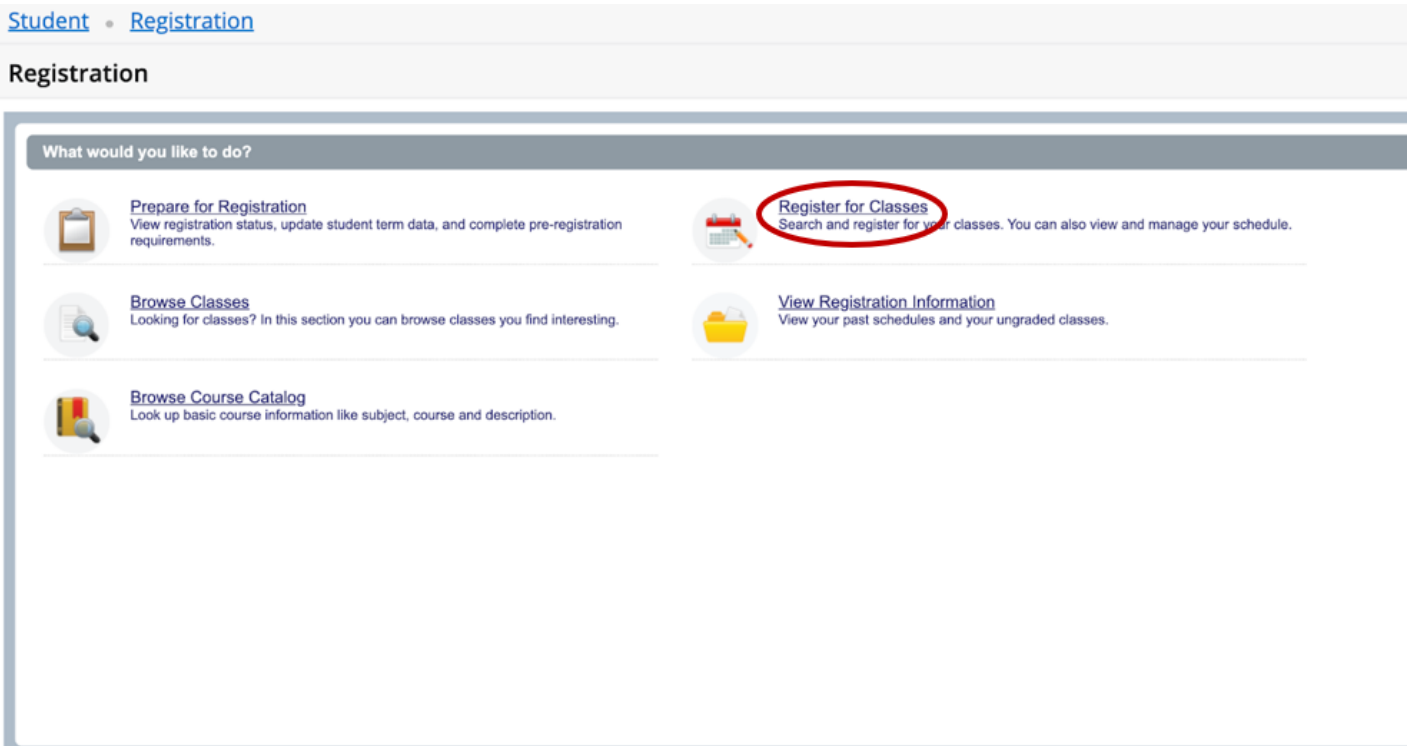 Student • Registration
Registration
What would you like to do?
Prepare for Registration
View registration status, update student term data, and complete pre-registration
requirements.
Register for Classes
Search and register for your classes. You can also view and manage your schedule.
Browse Classes
Looking for classes? In this section you can browse classes you find interesting.
View Registration Information
View your past schedules and your ungraded classes.
Browse Course Catalog
Look up basic course information like subject, course and description.